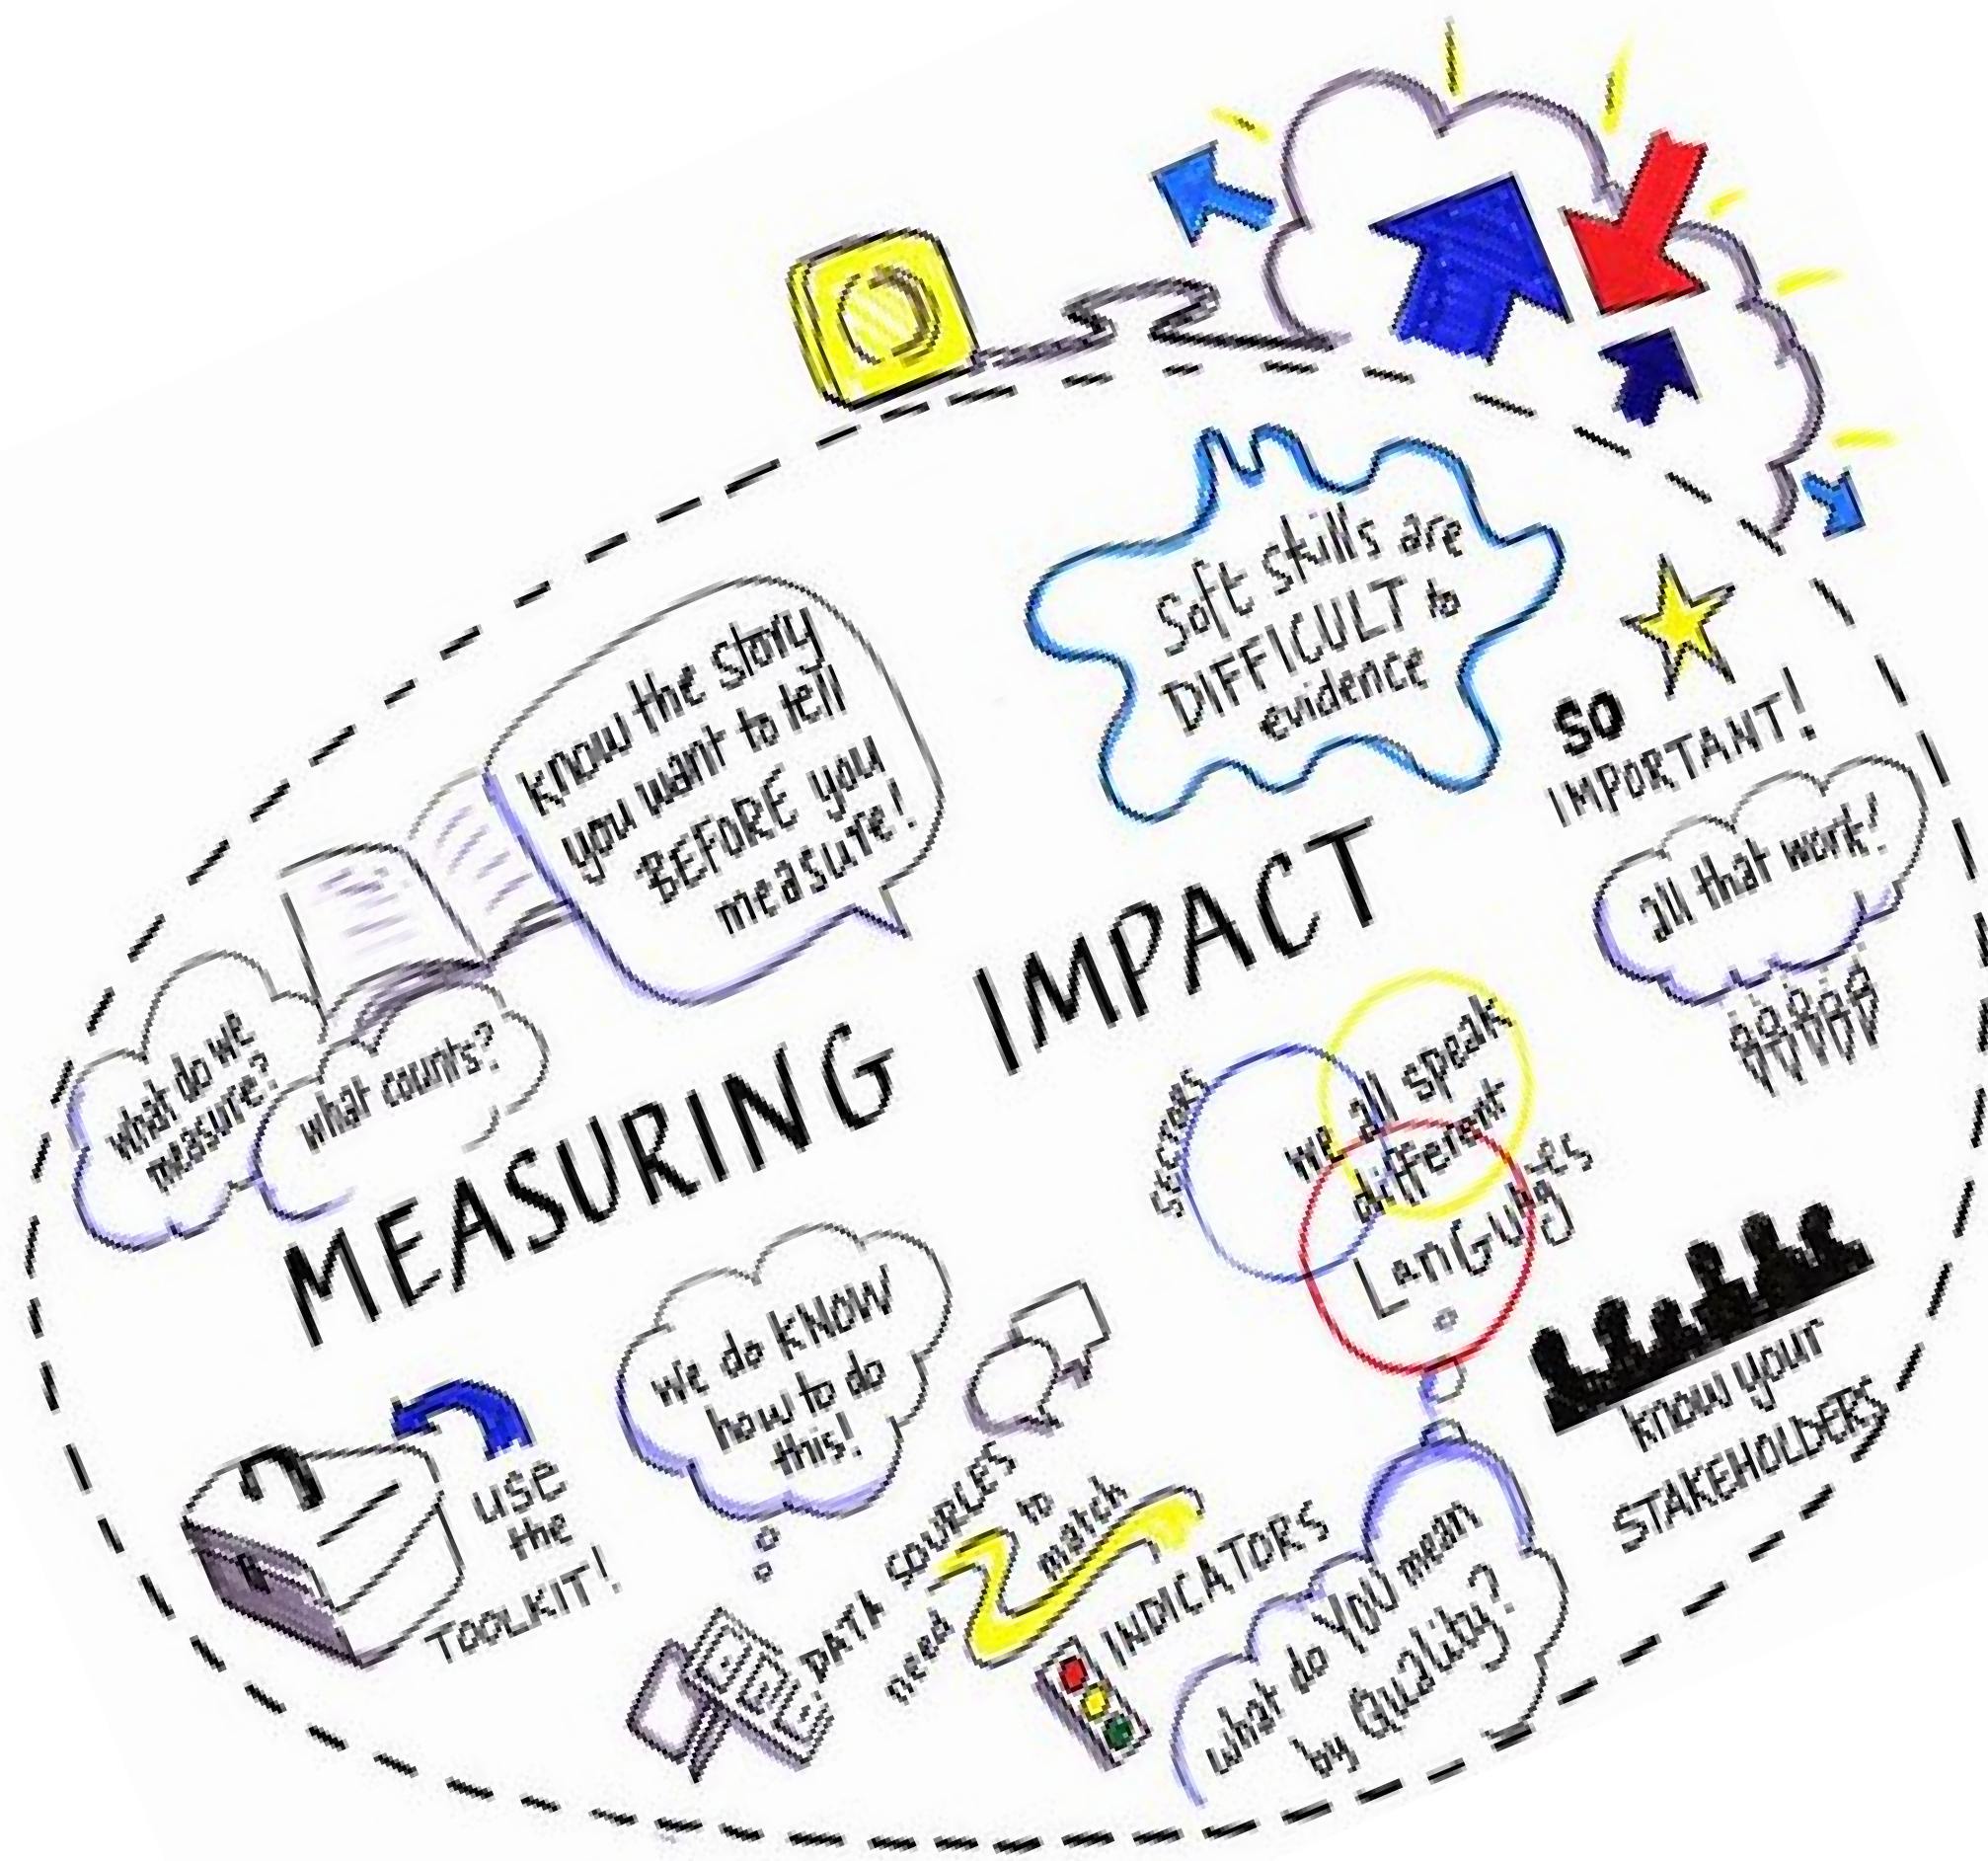 Soft skills are
DIFFICULT to
evidence
know the story
you want to tell
BEFORE you
measure!
SO
IMPORTANT!
all that work!
what do we
measure?
what counts?
MEASURING IMPACT
SECTORS
we all speak
different
LANGUAges
know your
STAKEHOLDERS
We do KNOW
how to do
this!
USE
the
TOOLKIT!
DATA SOURCES
need to
match
INDICATORS
what do YOU mean
by Quality?